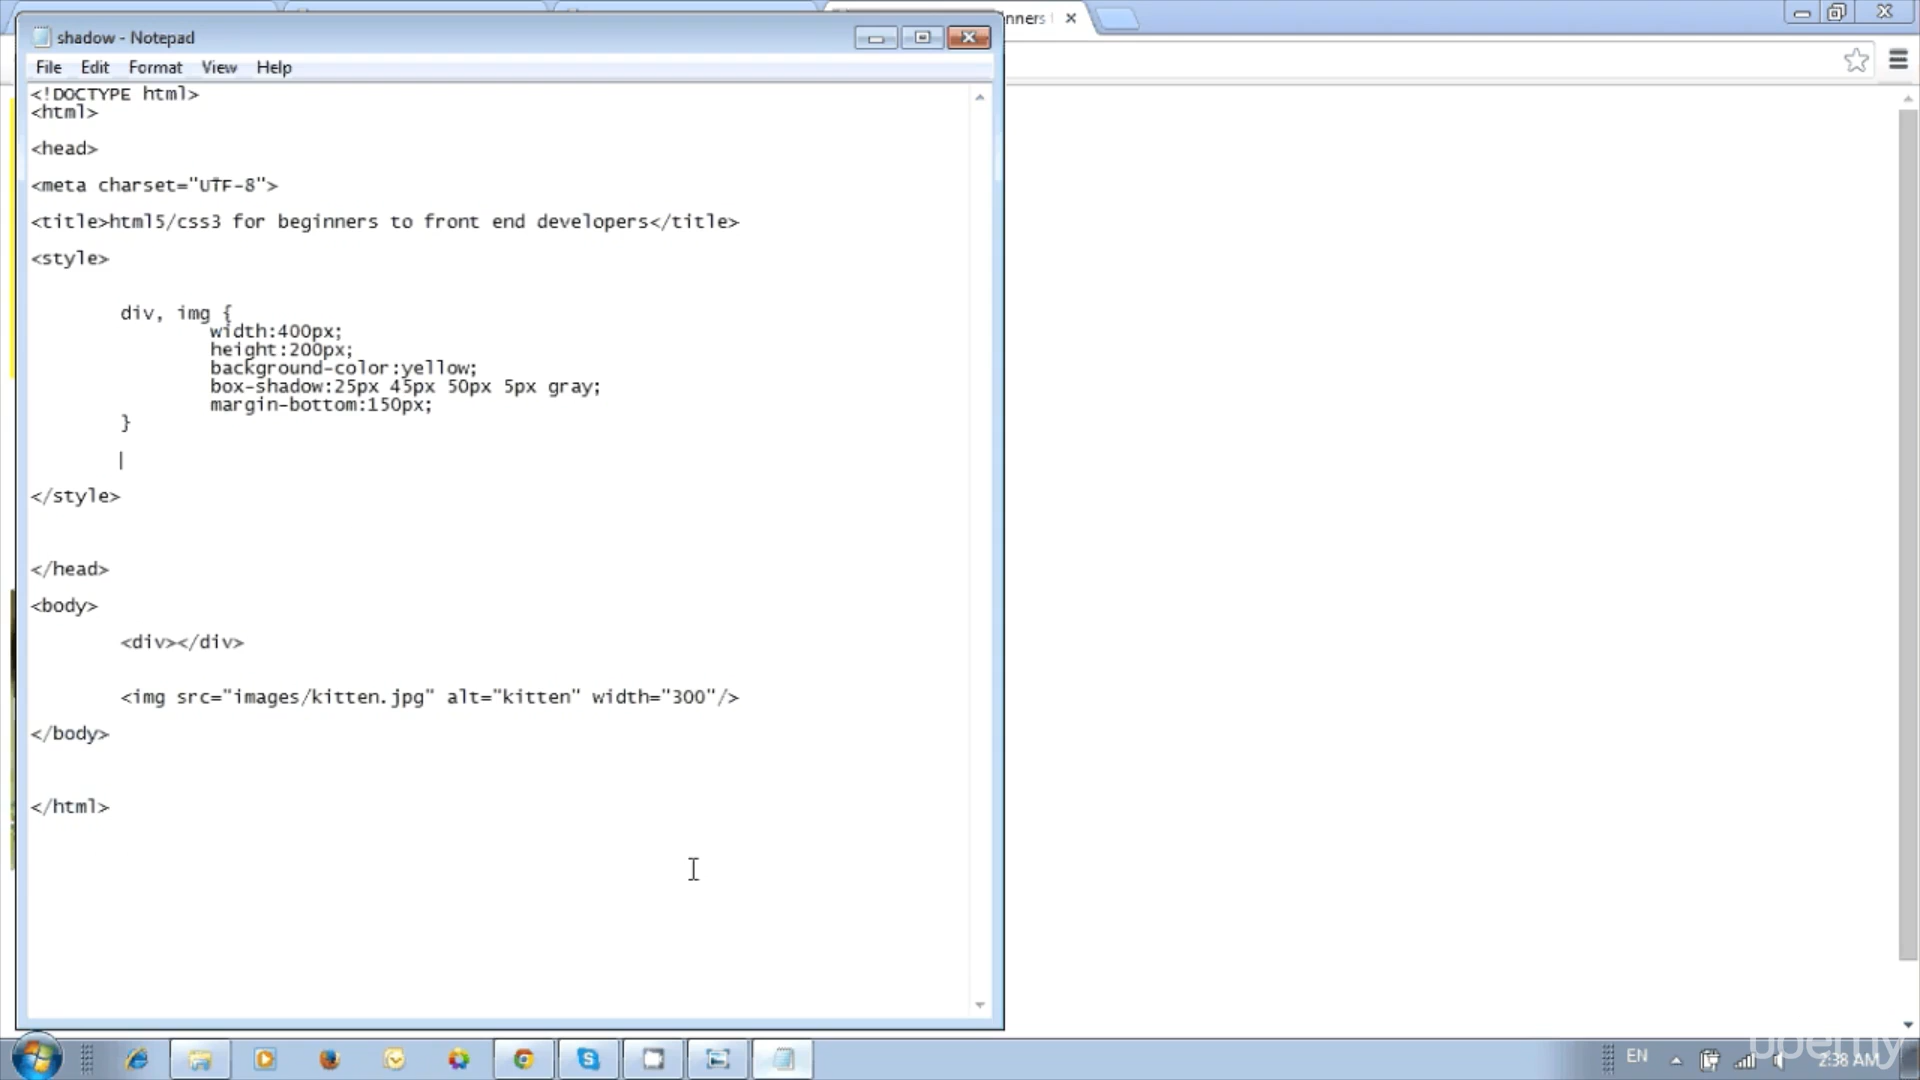 nners
shadow - Notepad
File Edit Format View Help
<!DOCTYPE html>
<html>
<head>
<meta charset="UTF-8">
<title>html5/css3 for beginners to front end developers</title>
<style>
div, img {
width:400px;
height:200px;
background-color:yellow;
box-shadow:25px 45px 50px 5px gray;
margin-bottom:150px;
}
</style>
</head>
<body>
<div></div>
<img src="images/kitten.jpg" alt="kitten" width="300"/>
</body>
</html>
EN
2:38 AM
udemy